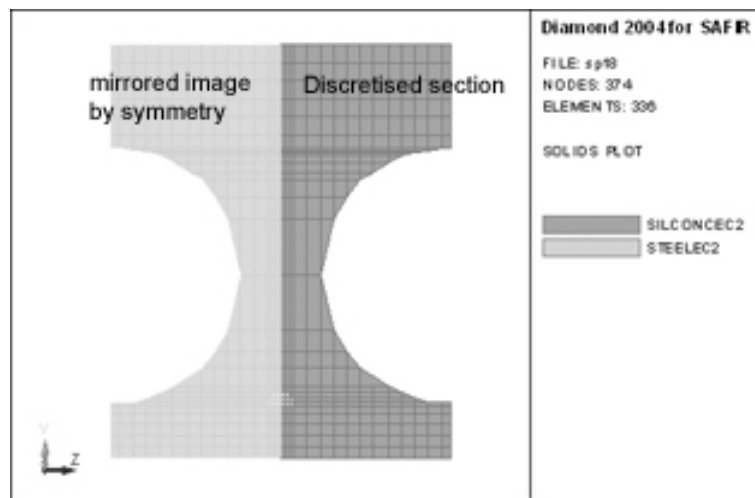 mirrored image
by symmetry
Discretised section
Diamond 2004 for SAFIR
FILE: sp18
NODES: 374
ELEMENTS: 336
SOLIDS PLOT
SILCONCEC2
STEELEC2
Y
Z